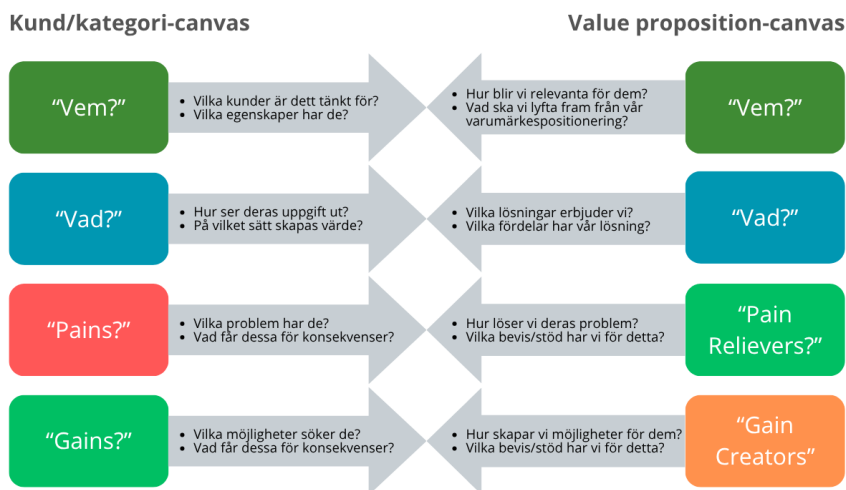 Kund/kategori-canvas
Value proposition-canvas
“Vem?”
• Vilka kunder är dett tänkt för?
• Vilka egenskaper har de?
• Hur blir vi relevanta för dem?
• Vad ska vi lyfta fram från vår
varumärkespositionering?
“Vem?”
“Vad?”
• Hur ser deras uppgift ut?
• På vilket sätt skapas värde?
• Vilka lösningar erbjuder vi?
• Vilka fördelar har vår lösning?
“Vad?”
“Pains?”
• Vilka problem har de?
• Vad får dessa för konsekvenser?
• Hur löser vi deras problem?
• Vilka bevis/stöd har vi för detta?
“Pain
Relievers?”
“Gains?”
• Vilka möjligheter söker de?
• Vad får dessa för konsekvenser?
• Hur skapar vi möjligheter för dem?
• Vilka bevis/stöd har vi för detta?
“Gain
Creators”